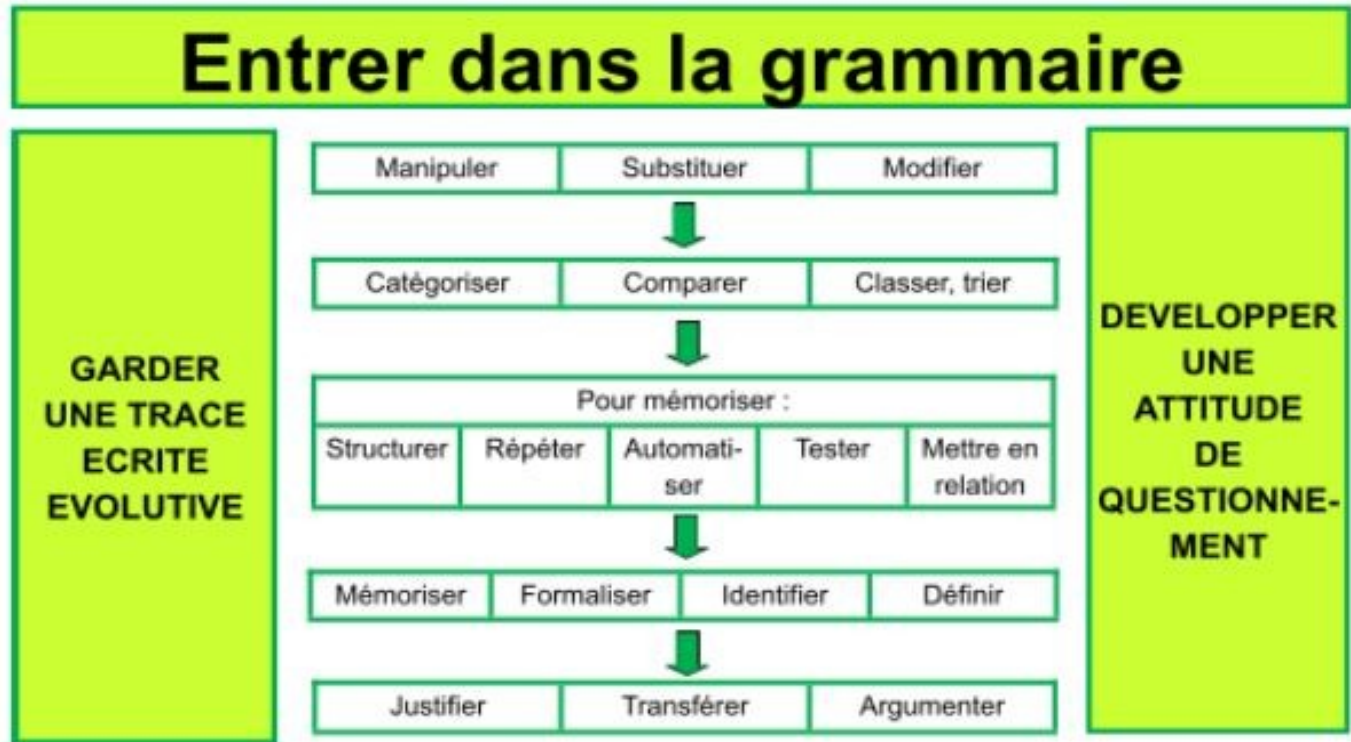 Entrer dans la grammaire
GARDER
UNE TRACE
ECRITE
EVOLUTIVE
Manipuler Substituer Modifier
Catégoriser Comparer Classer, trier
Pour mémoriser :
Structurer Répéter Automati-
ser Tester Mettre en
relation
Mémoriser Formaliser Identifier Définir
Justifier Transférer Argumenter
DEVELOPPER
UNE
ATTITUDE
DE
QUESTIONNE-
MENT